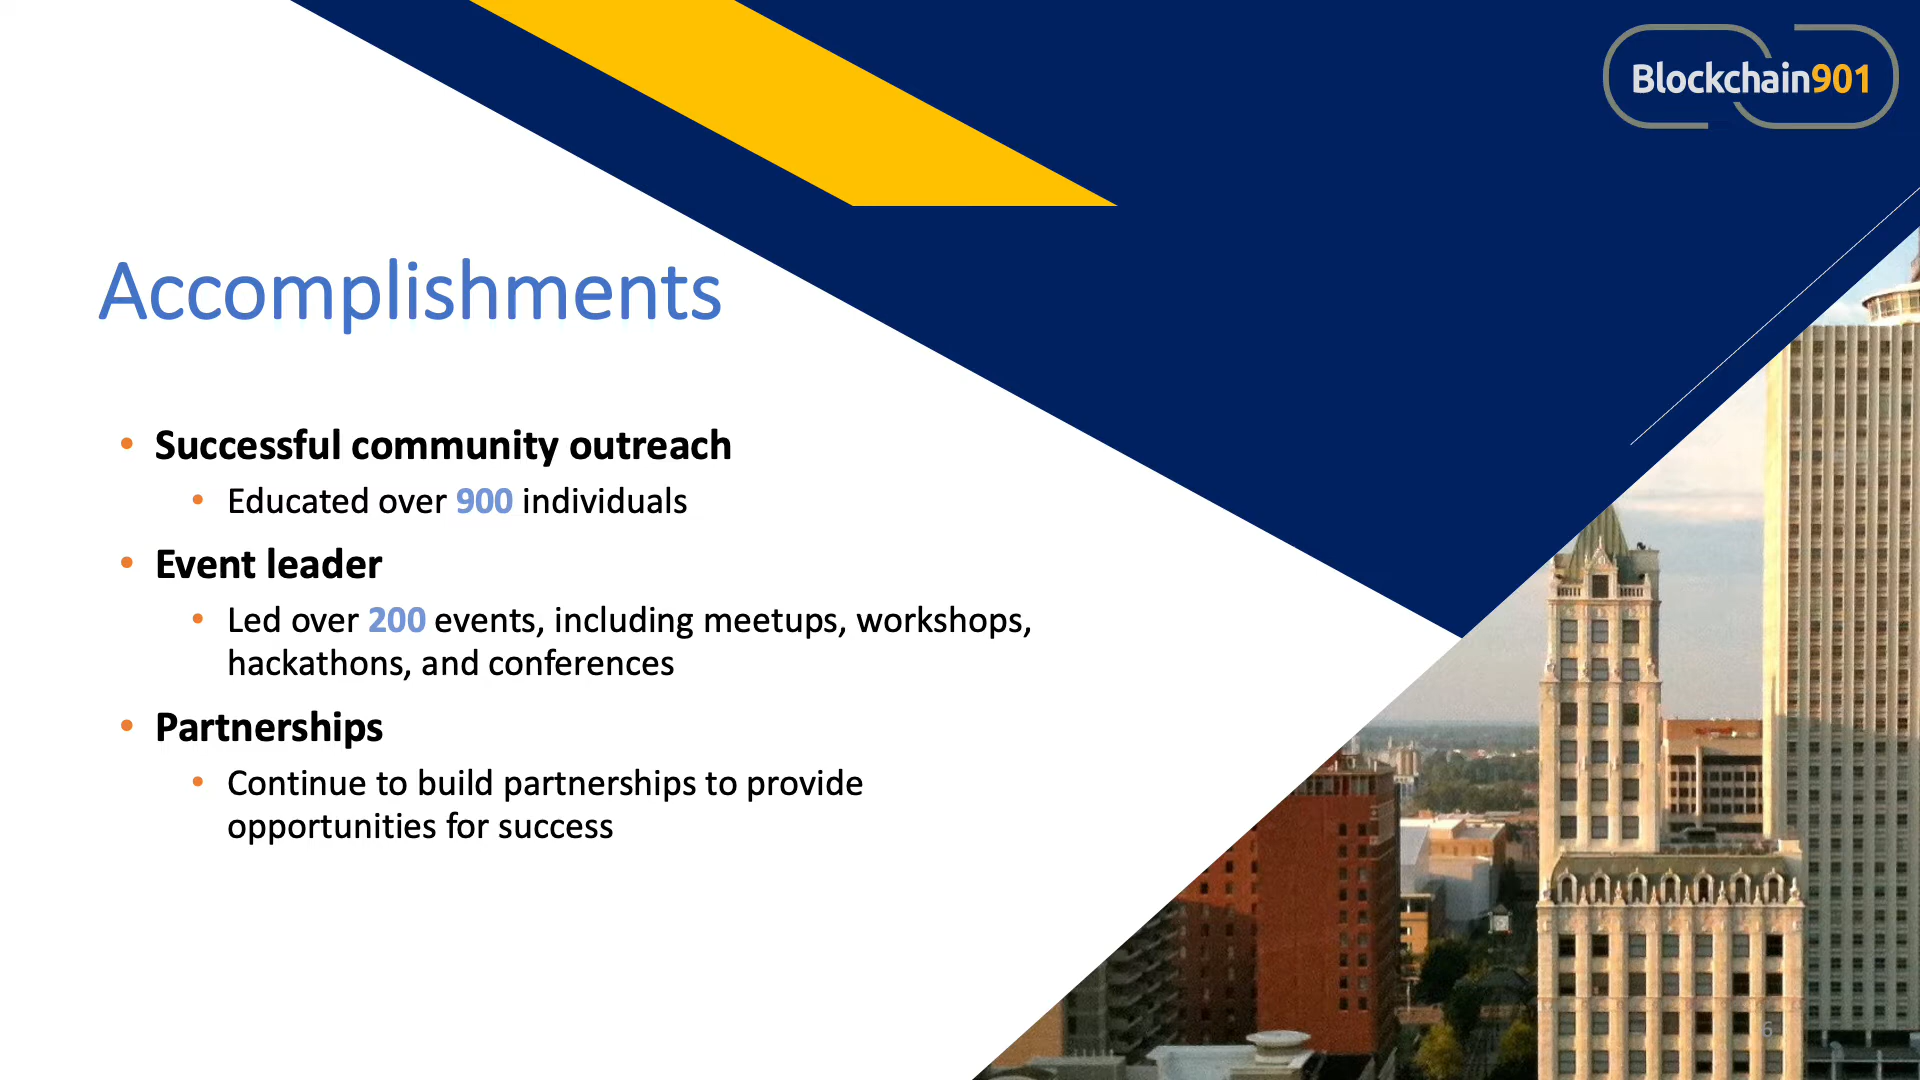 Blockchain901
Accomplishments
• Successful community outreach
• Educated over 900 individuals
• Event leader
• Led over 200 events, including meetups, workshops,
hackathons, and conferences
• Partnerships
• Continue to build partnerships to provide
opportunities for success
6